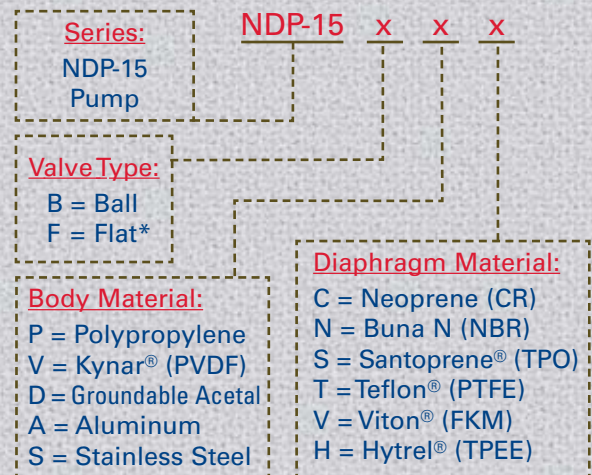 NDP-15 x x x
Series:
NDP-15
Pump
Valve Type:
B = Ball
F = Flat*
Body Material:
P = Polypropylene
V = Kynar® (PVDF)
D = Groundable Acetal
A = Aluminum
S = Stainless Steel
Diaphragm Material:
C = Neoprene (CR)
N = Buna N (NBR)
S = Santoprene® (TPO)
T = Teflon® (PTFE)
V = Viton® (FKM)
H = Hytrel® (TPEE)